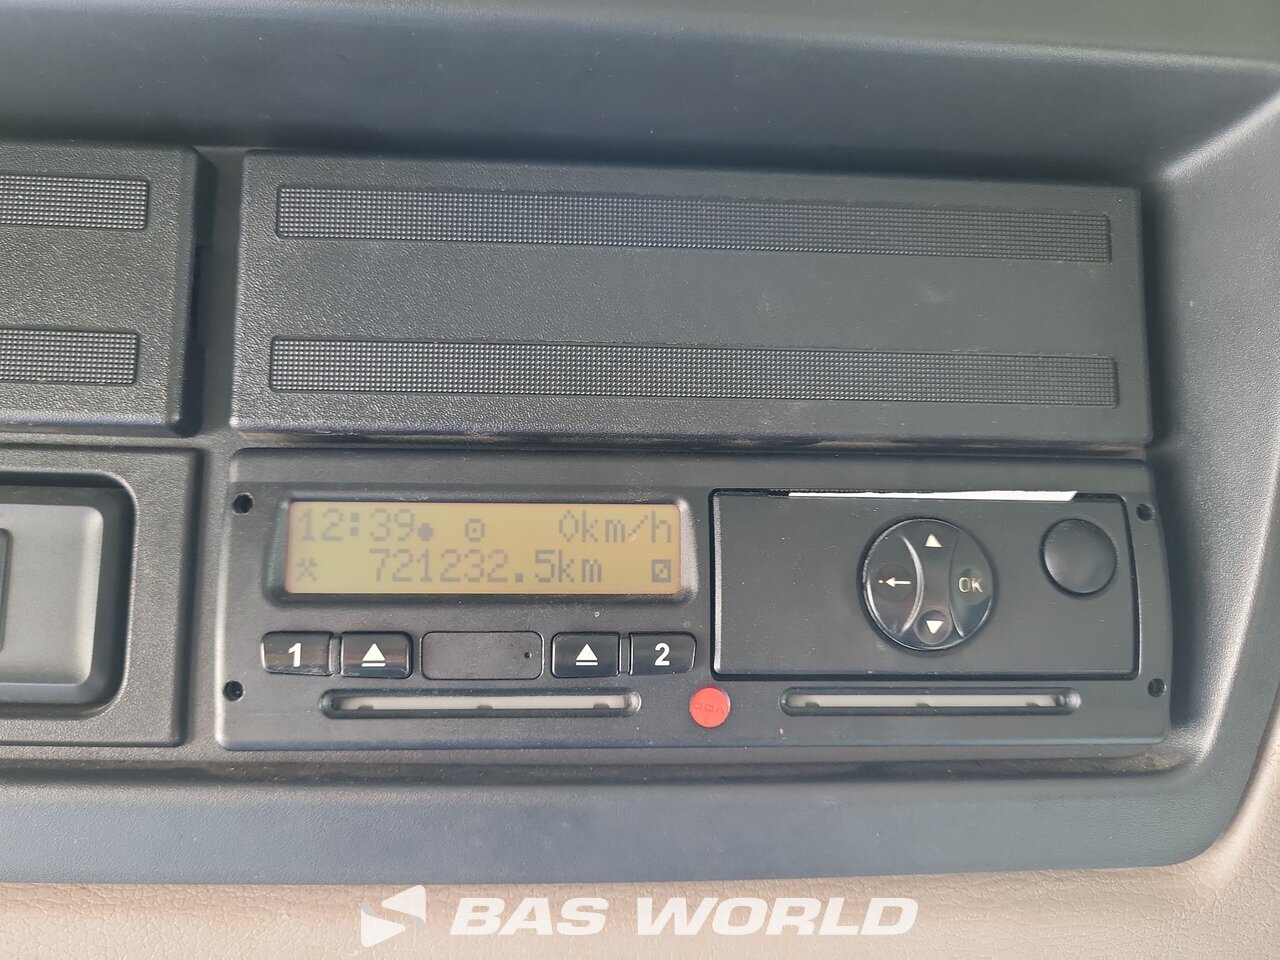 12:39 0km/h
721232.5km
OK
1 2
BAS WORLD